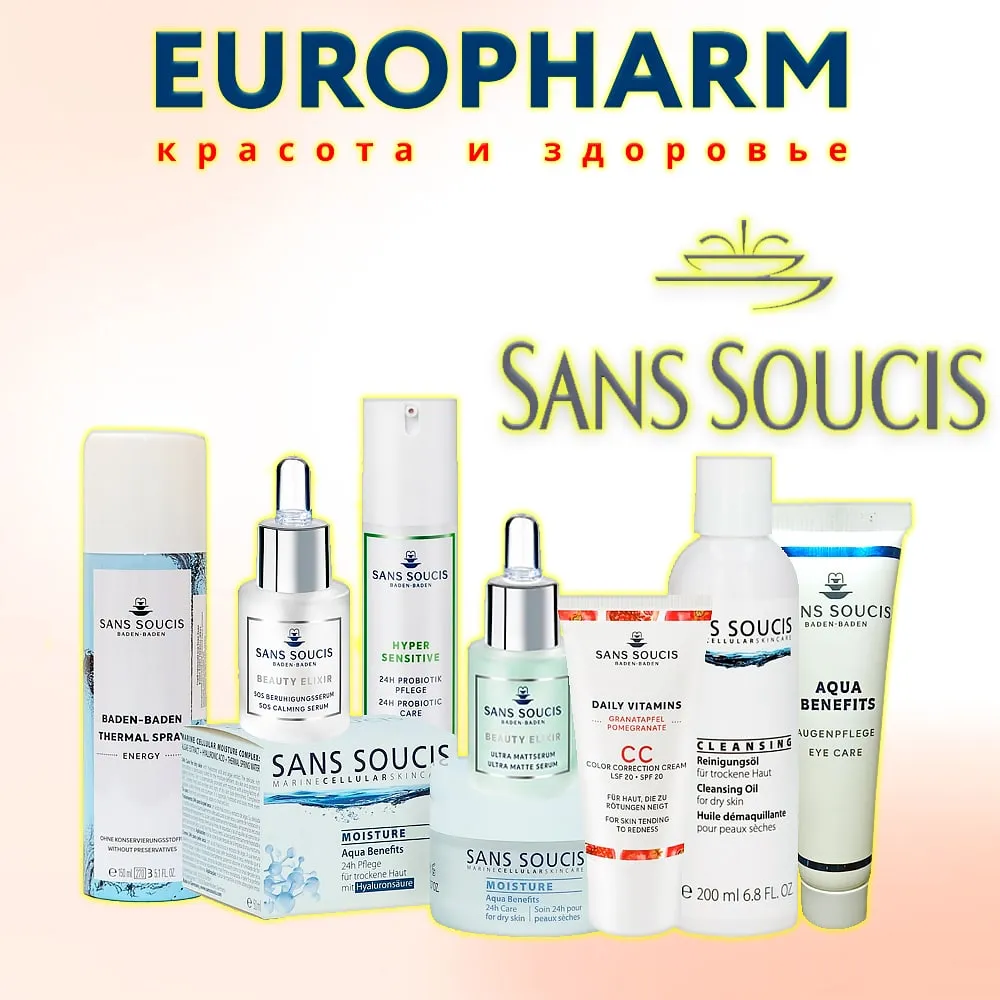 EUROPHARM
красота и здоровье
SANS SOUCIS
SANS SOUCIS
BADEN-BADEN
BADEN-BADEN
THERMAL SPRAY
ENERGY
OHNE KONSERVIERUNGSSTOFFE
WITHOUT PRESERVATIVES
e 150 ml 5.1 FL. OZ.
SANS SOUCIS
BADEN-BADEN
BEAUTY ELIXIR
SOS BERUHIGUNGSSERUM
SOS CALMING SERUM
SANS SOUCIS
BADEN-BADEN
HYPER
SENSITIVE
24H PROBIOTIK
PFLEGE
24H PROBIOTIC
CARE
MARINE CELLULAR MOISTURE COMPLEX:
SANS SOUCIS
MARINECELLULARSKINCARE
MOISTURE
Aqua Benefits
24h Pflege
für trockene Haut
mit Hyaluronsäure
SANS SOUCIS
BADEN-BADEN
BEAUTY ELIXIR
ULTRA MATTSERUM
ULTRA MATTE SERUM
SANS SOUCIS
MARINECELLULARSKINCARE
MOISTURE
Aqua Benefits
24h Care
for dry skin
Soin 24h pour
peaux sèches
SANS SOUCIS
BADEN-BADEN
DAILY VITAMINS
GRANATAPFEL
POMEGRANATE
CC
COLOR CORRECTION CREAM
LSF 20 • SPF 20
FÜR HAUT, DIE ZU
RÖTUNGEN NEIGT
FOR SKIN TENDING
TO REDNESS
S SOUCIS
CELLULARSKINCARE
CLEANSING
Reinigungsöl
für trockene Haut
Cleansing Oil
for dry skin
Huile démaquillante
pour peaux sèches
e 200 ml 6.8 FL. OZ.
ANS SOUCIS
BADEN-BADEN
AQUA
BENEFITS
AUGENPFLEGE
EYE CARE